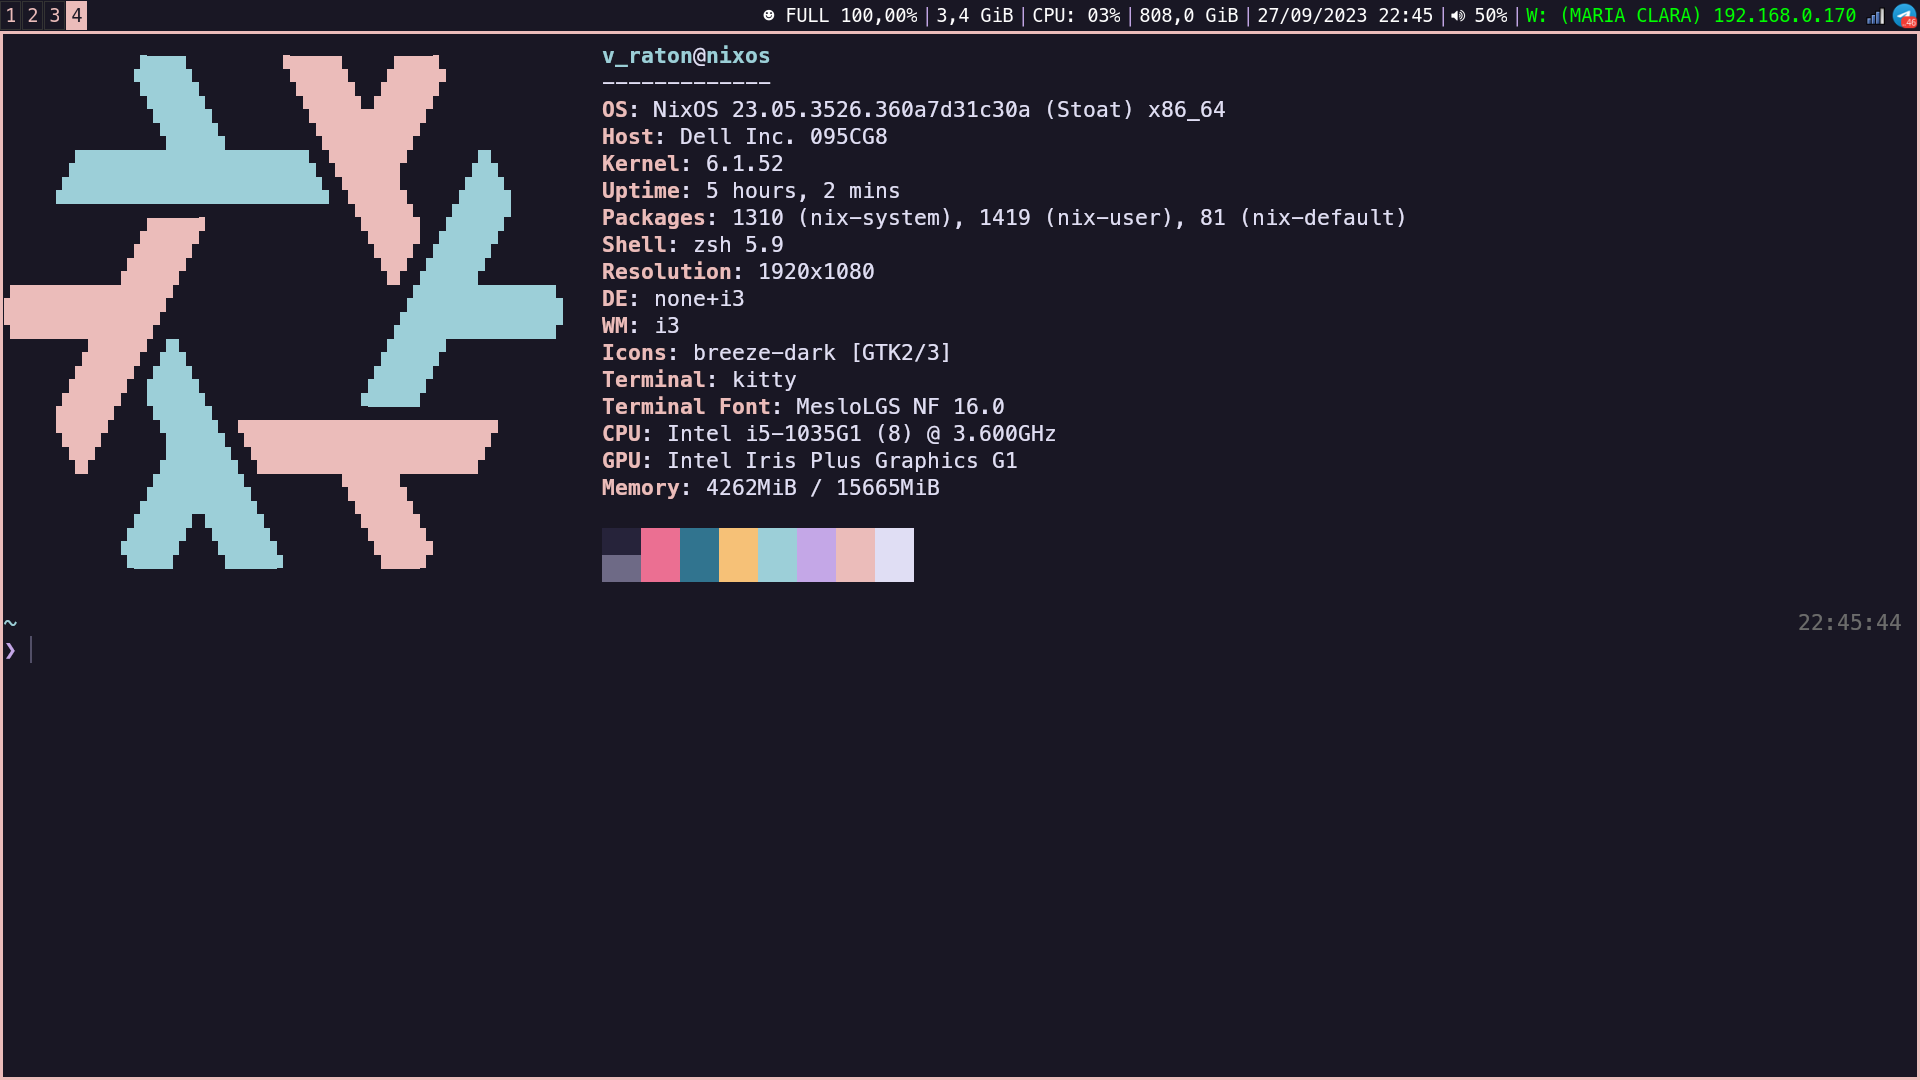 1 2 3 4 FULL 100,00% | 3,4 GiB | CPU: 03% | 808,0 GiB | 27/09/2023 22:45 | 50% | W: (MARIA CLARA) 192.168.0.170 46
v_raton@nixos
-------------
OS: NixOS 23.05.3526.360a7d31c30a (Stoat) x86_64
Host: Dell Inc. 095CG8
Kernel: 6.1.52
Uptime: 5 hours, 2 mins
Packages: 1310 (nix-system), 1419 (nix-user), 81 (nix-default)
Shell: zsh 5.9
Resolution: 1920x1080
DE: none+i3
WM: i3
Icons: breeze-dark [GTK2/3]
Terminal: kitty
Terminal Font: MesloLGS NF 16.0
CPU: Intel i5-1035G1 (8) @ 3.600GHz
GPU: Intel Iris Plus Graphics G1
Memory: 4262MiB / 15665MiB
~ 22:45:44
❯